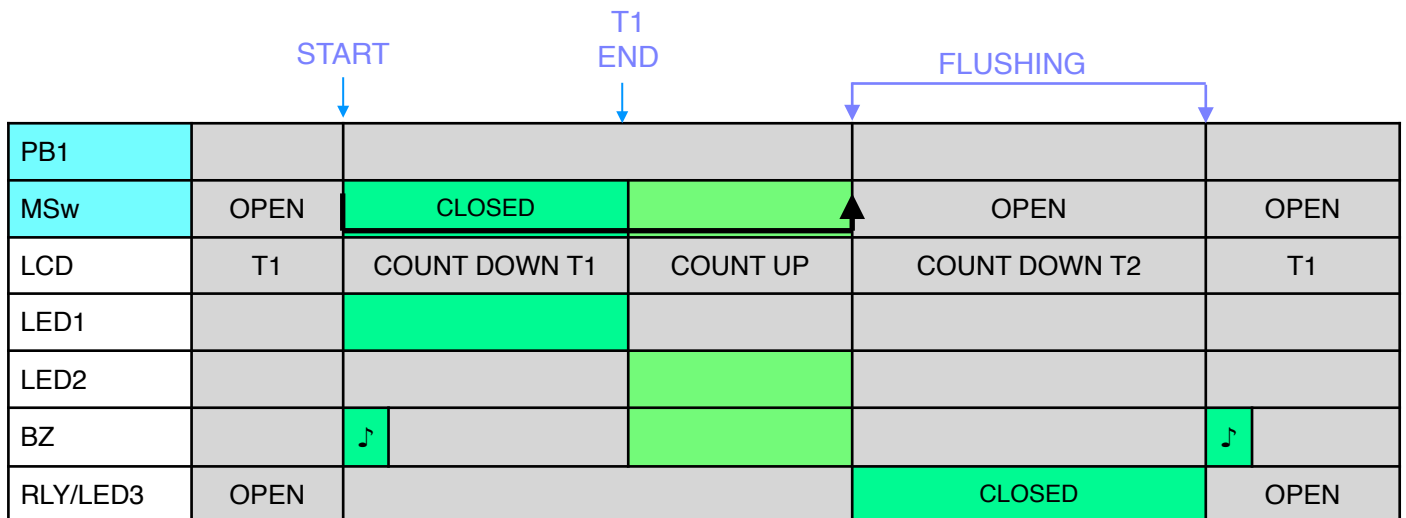 T1
START
END
FLUSHING
PB1
MSw OPEN CLOSED OPEN OPEN
LCD T1 COUNT DOWN T1 COUNT UP COUNT DOWN T2 T1
LED1
LED2
BZ ♪ ♪
RLY/LED3 OPEN CLOSED OPEN